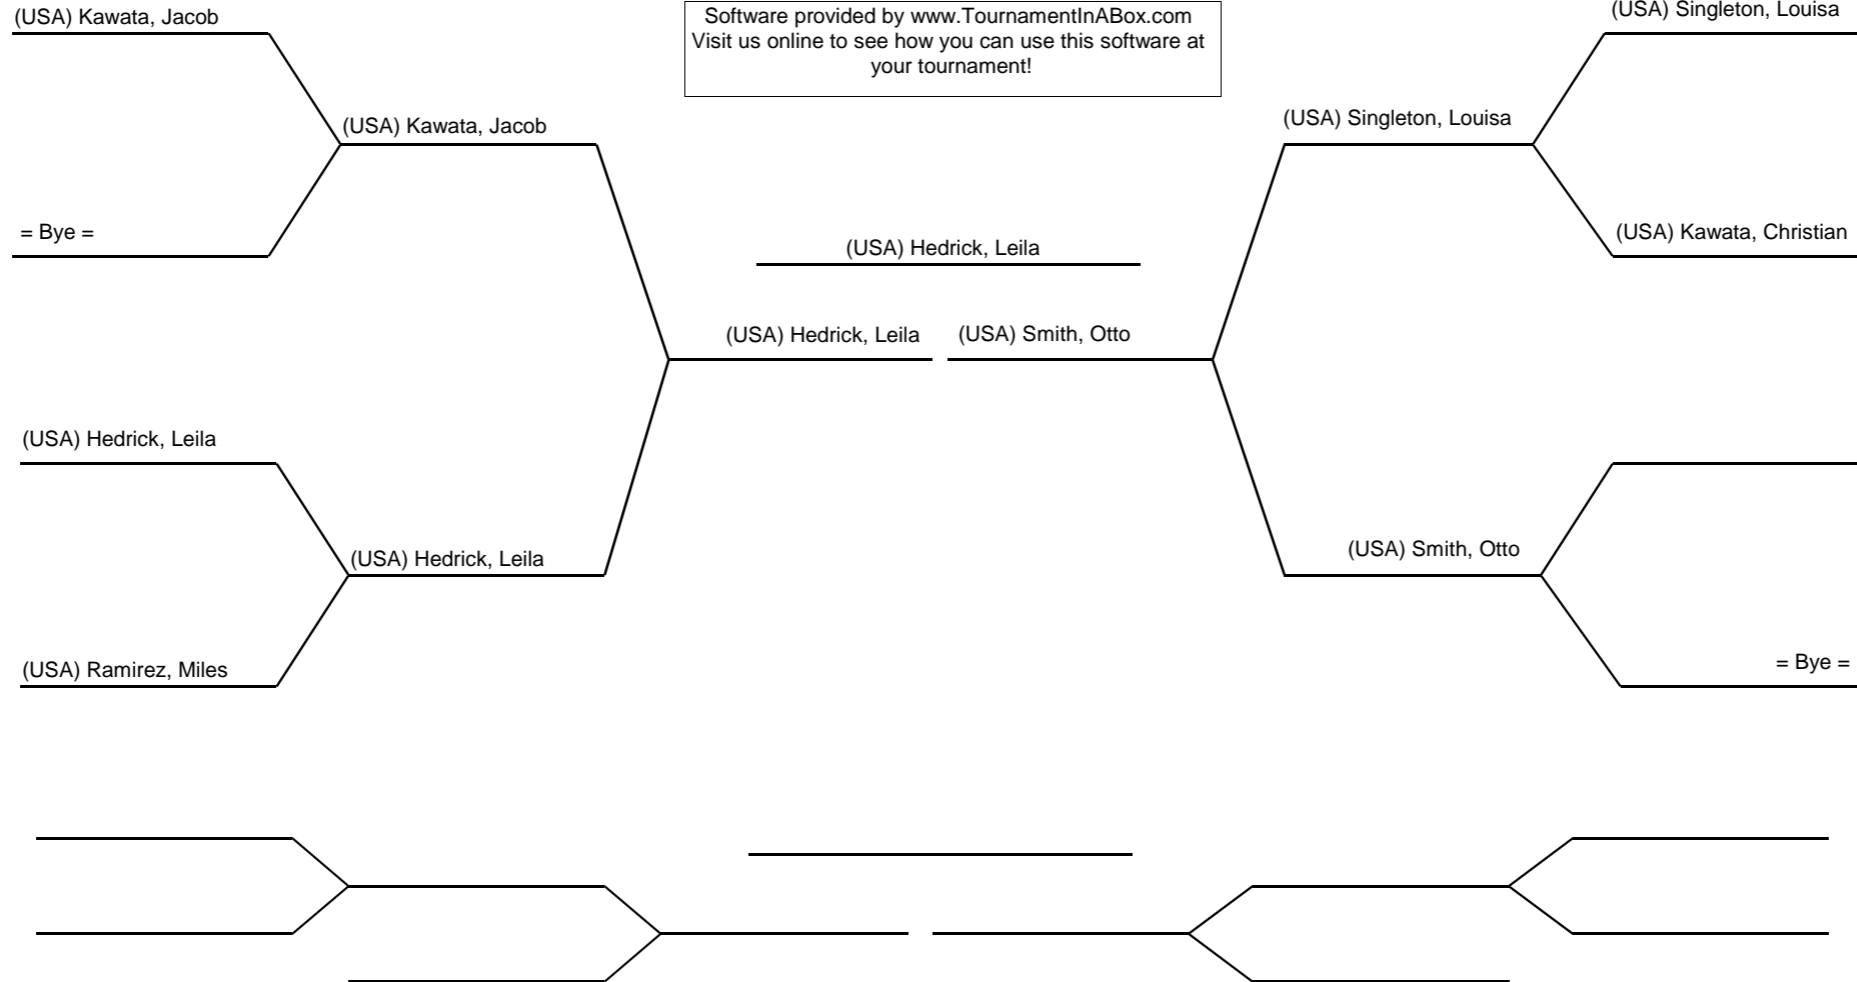 (USA) Kawata, Jacob
Software provided by www.TournamentInABox.com
Visit us online to see how you can use this software at
your tournament!
(USA) Singleton, Louisa
(USA) Kawata, Jacob
(USA) Singleton, Louisa
= Bye =
(USA) Hedrick, Leila
(USA) Kawata, Christian
(USA) Hedrick, Leila
(USA) Smith, Otto
(USA) Hedrick, Leila
(USA) Hedrick, Leila
(USA) Smith, Otto
(USA) Ramirez, Miles
= Bye =